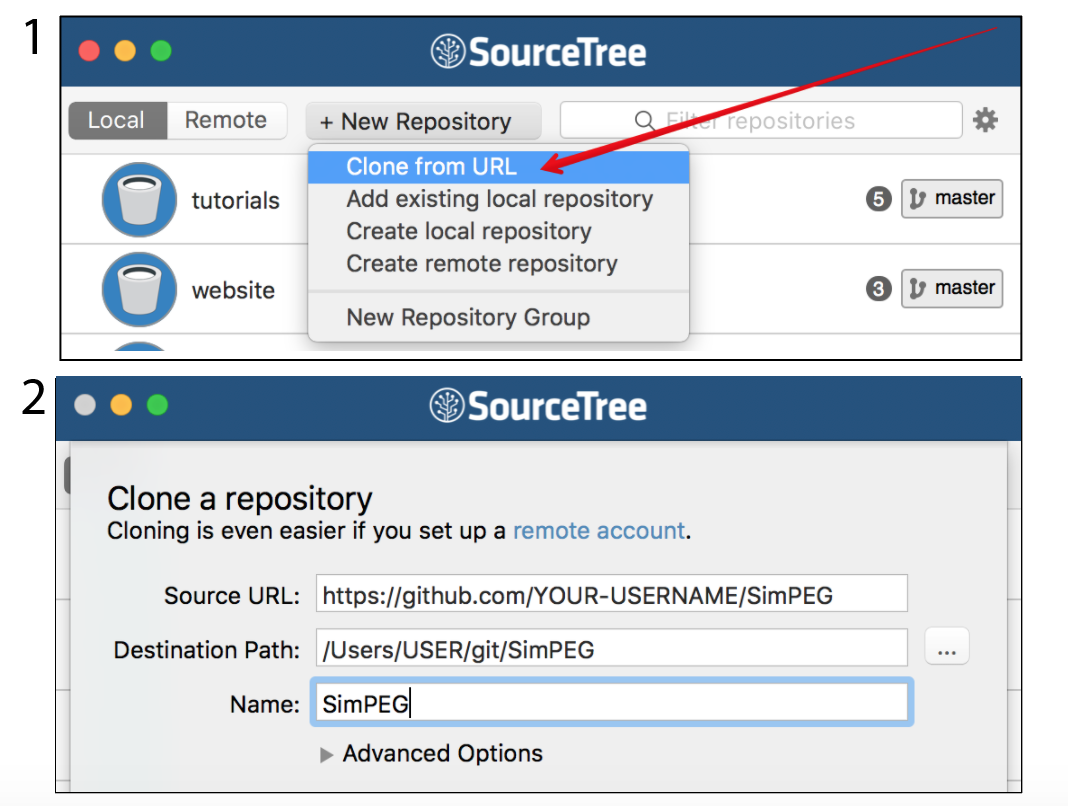 1
SourceTree
Local Remote + New Repository Filter repositories
Clone from URL
Add existing local repository
Create local repository
Create remote repository
New Repository Group
tutorials 5 master
website 3 master
2
SourceTree
Clone a repository
Cloning is even easier if you set up a remote account.
Source URL: https://github.com/YOUR-USERNAME/SimPEG
Destination Path: /Users/USER/git/SimPEG ...
Name: SimPEG
Advanced Options